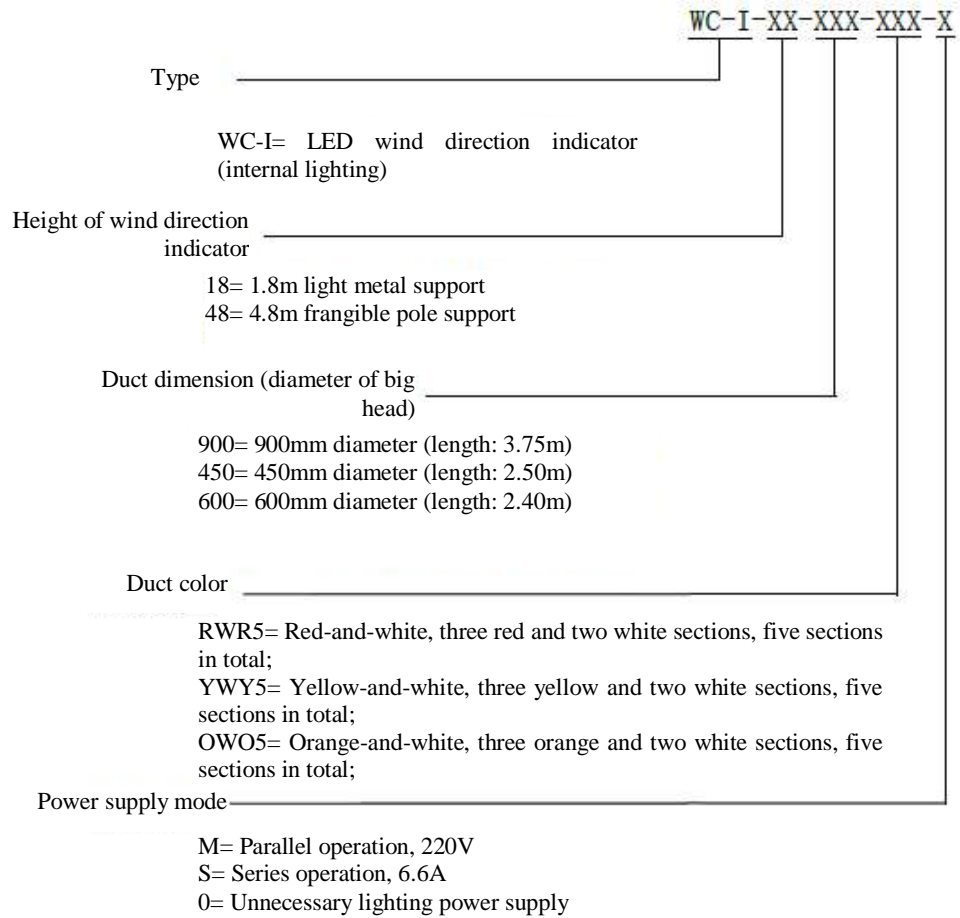 WC-I-XX-XXX-XXX-X
Type
WC-I= LED wind direction indicator
(internal lighting)
Height of wind direction
indicator
18= 1.8m light metal support
48= 4.8m frangible pole support
Duct dimension (diameter of big
head)
900= 900mm diameter (length: 3.75m)
450= 450mm diameter (length: 2.50m)
600= 600mm diameter (length: 2.40m)
Duct color
RWR5= Red-and-white, three red and two white sections, five sections
in total;
YWY5= Yellow-and-white, three yellow and two white sections, five
sections in total;
OWO5= Orange-and-white, three orange and two white sections, five
sections in total;
Power supply mode
M= Parallel operation, 220V
S= Series operation, 6.6A
0= Unnecessary lighting power supply